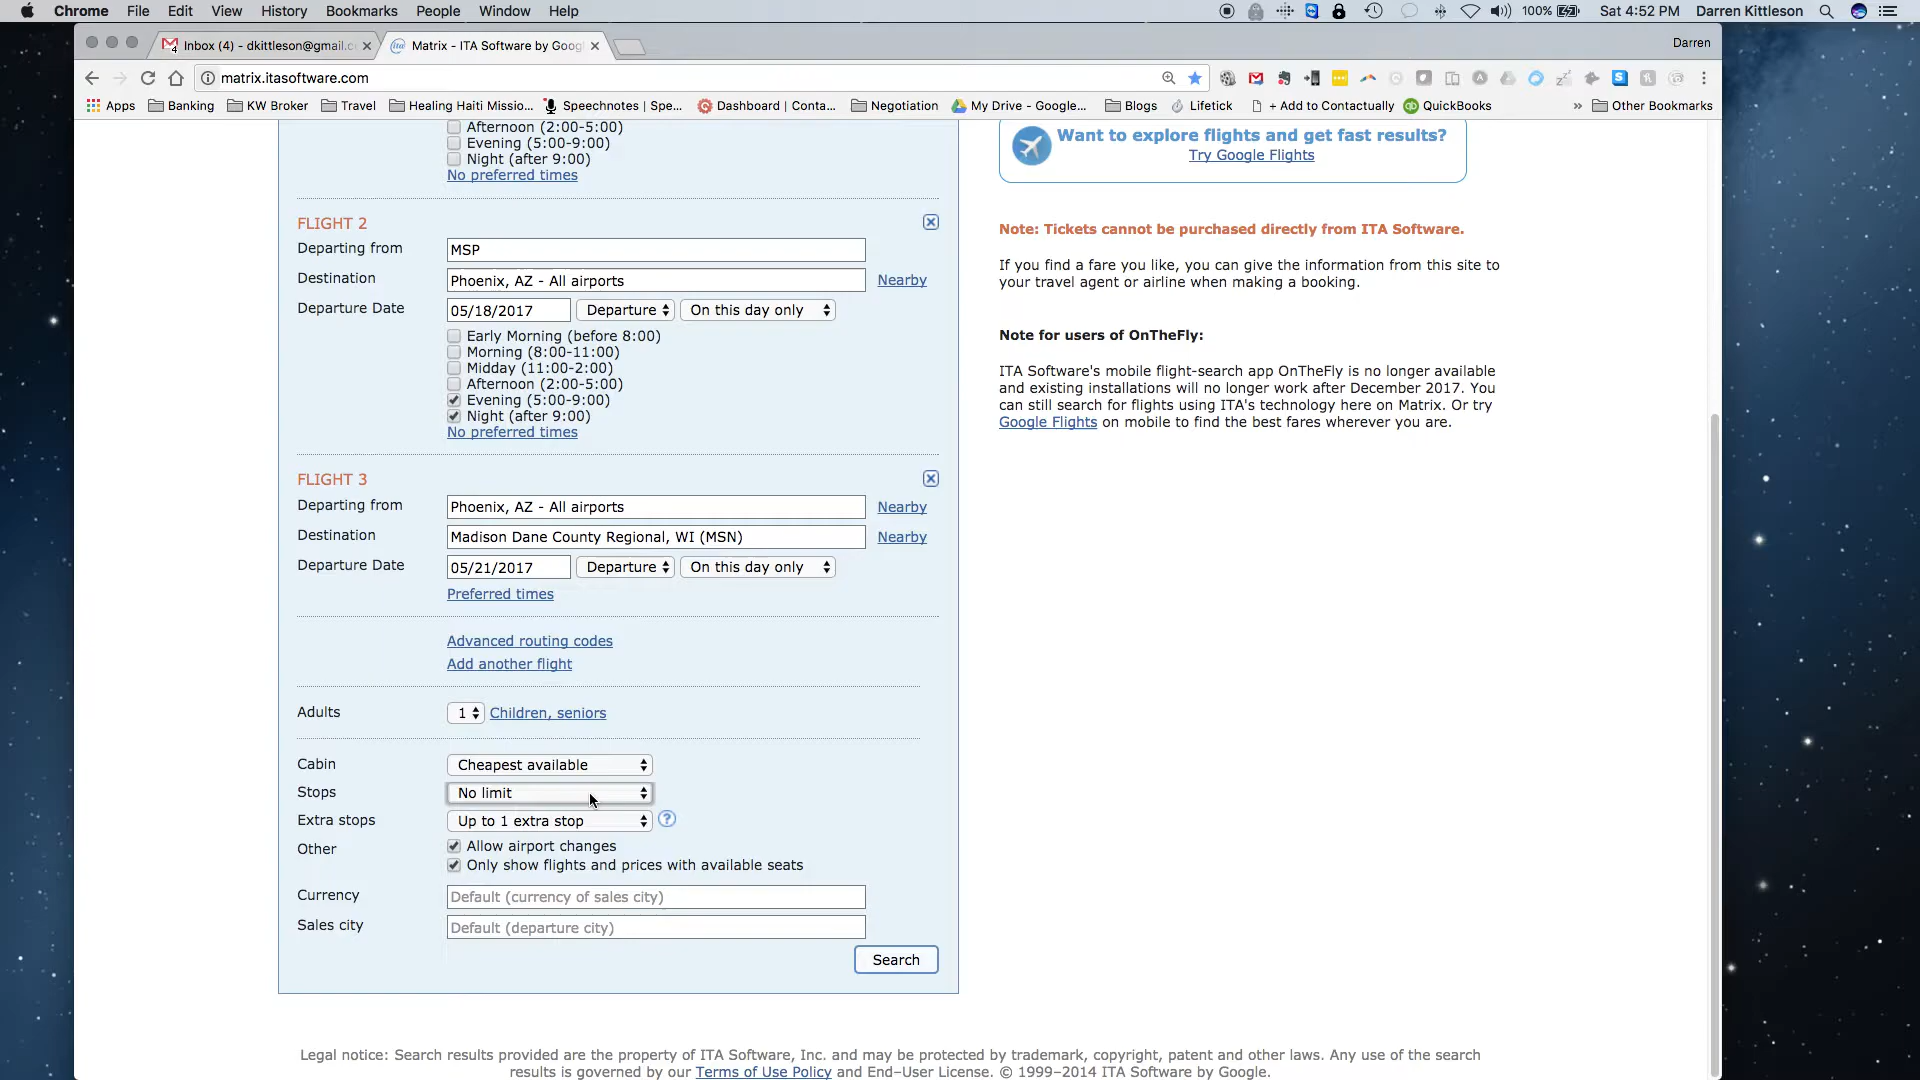 Chrome File Edit View History Bookmarks People Window Help 100% Sat 4:52 PM Darren Kittleson
Inbox (4) - dkittleson@gmail.c Matrix - ITA Software by Goog Darren
matrix.itasoftware.com
Apps Banking KW Broker Travel Healing Haiti Missio... Speechnotes | Spe... Dashboard | Conta... Negotiation My Drive - Google... Blogs Lifetick + Add to Contactually QuickBooks » Other Bookmarks
Afternoon (2:00-5:00)
Evening (5:00-9:00)
Night (after 9:00)
No preferred times
FLIGHT 2
Departing from MSP
Destination Phoenix, AZ - All airports Nearby
Departure Date 05/18/2017 Departure On this day only
Early Morning (before 8:00)
Morning (8:00-11:00)
Midday (11:00-2:00)
Afternoon (2:00-5:00)
Evening (5:00-9:00)
Night (after 9:00)
No preferred times
FLIGHT 3
Departing from Phoenix, AZ - All airports Nearby
Destination Madison Dane County Regional, WI (MSN) Nearby
Departure Date 05/21/2017 Departure On this day only
Preferred times
Advanced routing codes
Add another flight
Adults 1 Children, seniors
Cabin Cheapest available
Stops No limit
Extra stops Up to 1 extra stop ?
Other Allow airport changes
Only show flights and prices with available seats
Currency Default (currency of sales city)
Sales city Default (departure city)
Search
Want to explore flights and get fast results?
Try Google Flights
Note: Tickets cannot be purchased directly from ITA Software.
If you find a fare you like, you can give the information from this site to
your travel agent or airline when making a booking.
Note for users of OnTheFly:
ITA Software's mobile flight-search app OnTheFly is no longer available
and existing installations will no longer work after December 2017. You
can still search for flights using ITA's technology here on Matrix. Or try
Google Flights on mobile to find the best fares wherever you are.
Legal notice: Search results provided are the property of ITA Software, Inc. and may be protected by trademark, copyright, patent and other laws. Any use of the search
results is governed by our Terms of Use Policy and End-User License. © 1999-2014 ITA Software by Google.